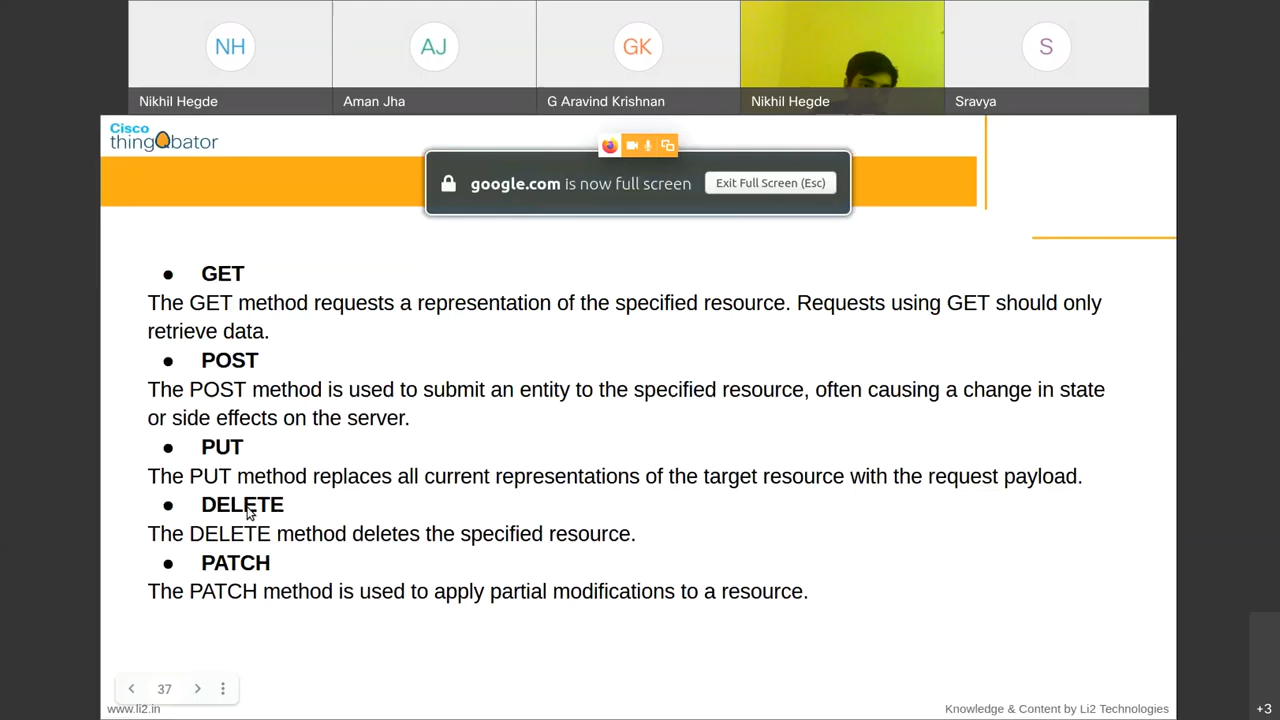 NH
AJ
GK
S
Nikhil Hegde
Aman Jha
G Aravind Krishnan
Nikhil Hegde
Sravya
Cisco
thingQbator
google.com is now full screen
Exit Full Screen (Esc)
● GET
The GET method requests a representation of the specified resource. Requests using GET should only
retrieve data.
● POST
The POST method is used to submit an entity to the specified resource, often causing a change in state
or side effects on the server.
● PUT
The PUT method replaces all current representations of the target resource with the request payload.
● DELETE
The DELETE method deletes the specified resource.
● PATCH
The PATCH method is used to apply partial modifications to a resource.
37
www.li2.in
Knowledge & Content by Li2 Technologies
+3